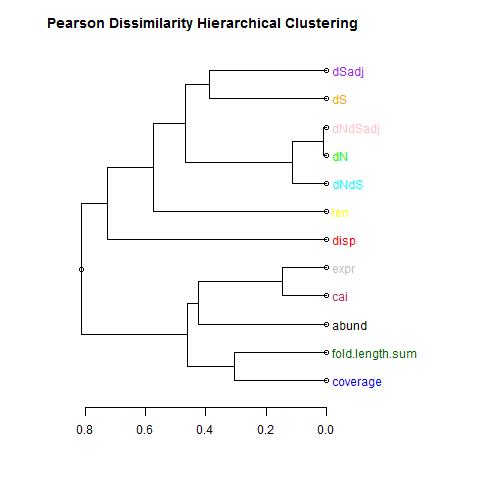 Pearson Dissimilarity Hierarchical Clustering
dSadj
dS
dNdSadj
dN
dNdS
len
disp
expr
cai
abund
fold.length.sum
coverage
0.8 0.6 0.4 0.2 0.0